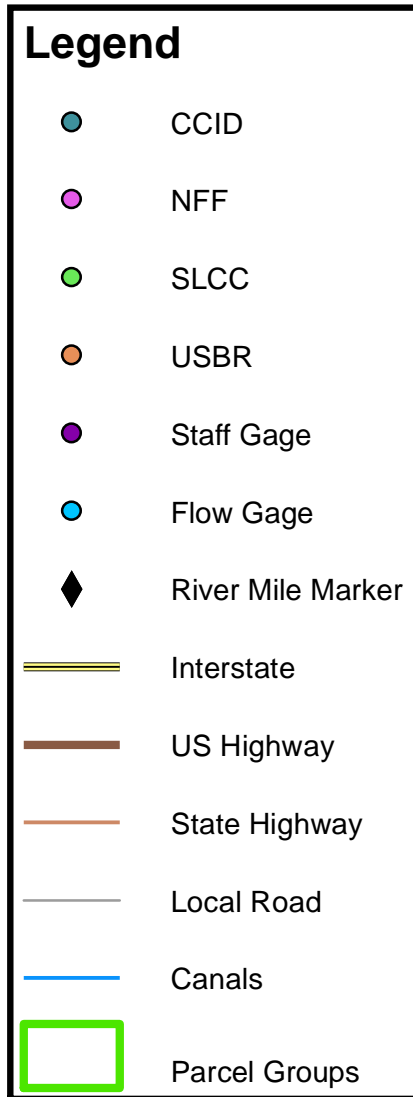 Legend
CCID
NFF
SLCC
USBR
Staff Gage
Flow Gage
River Mile Marker
Interstate
US Highway
State Highway
Local Road
Canals
Parcel Groups